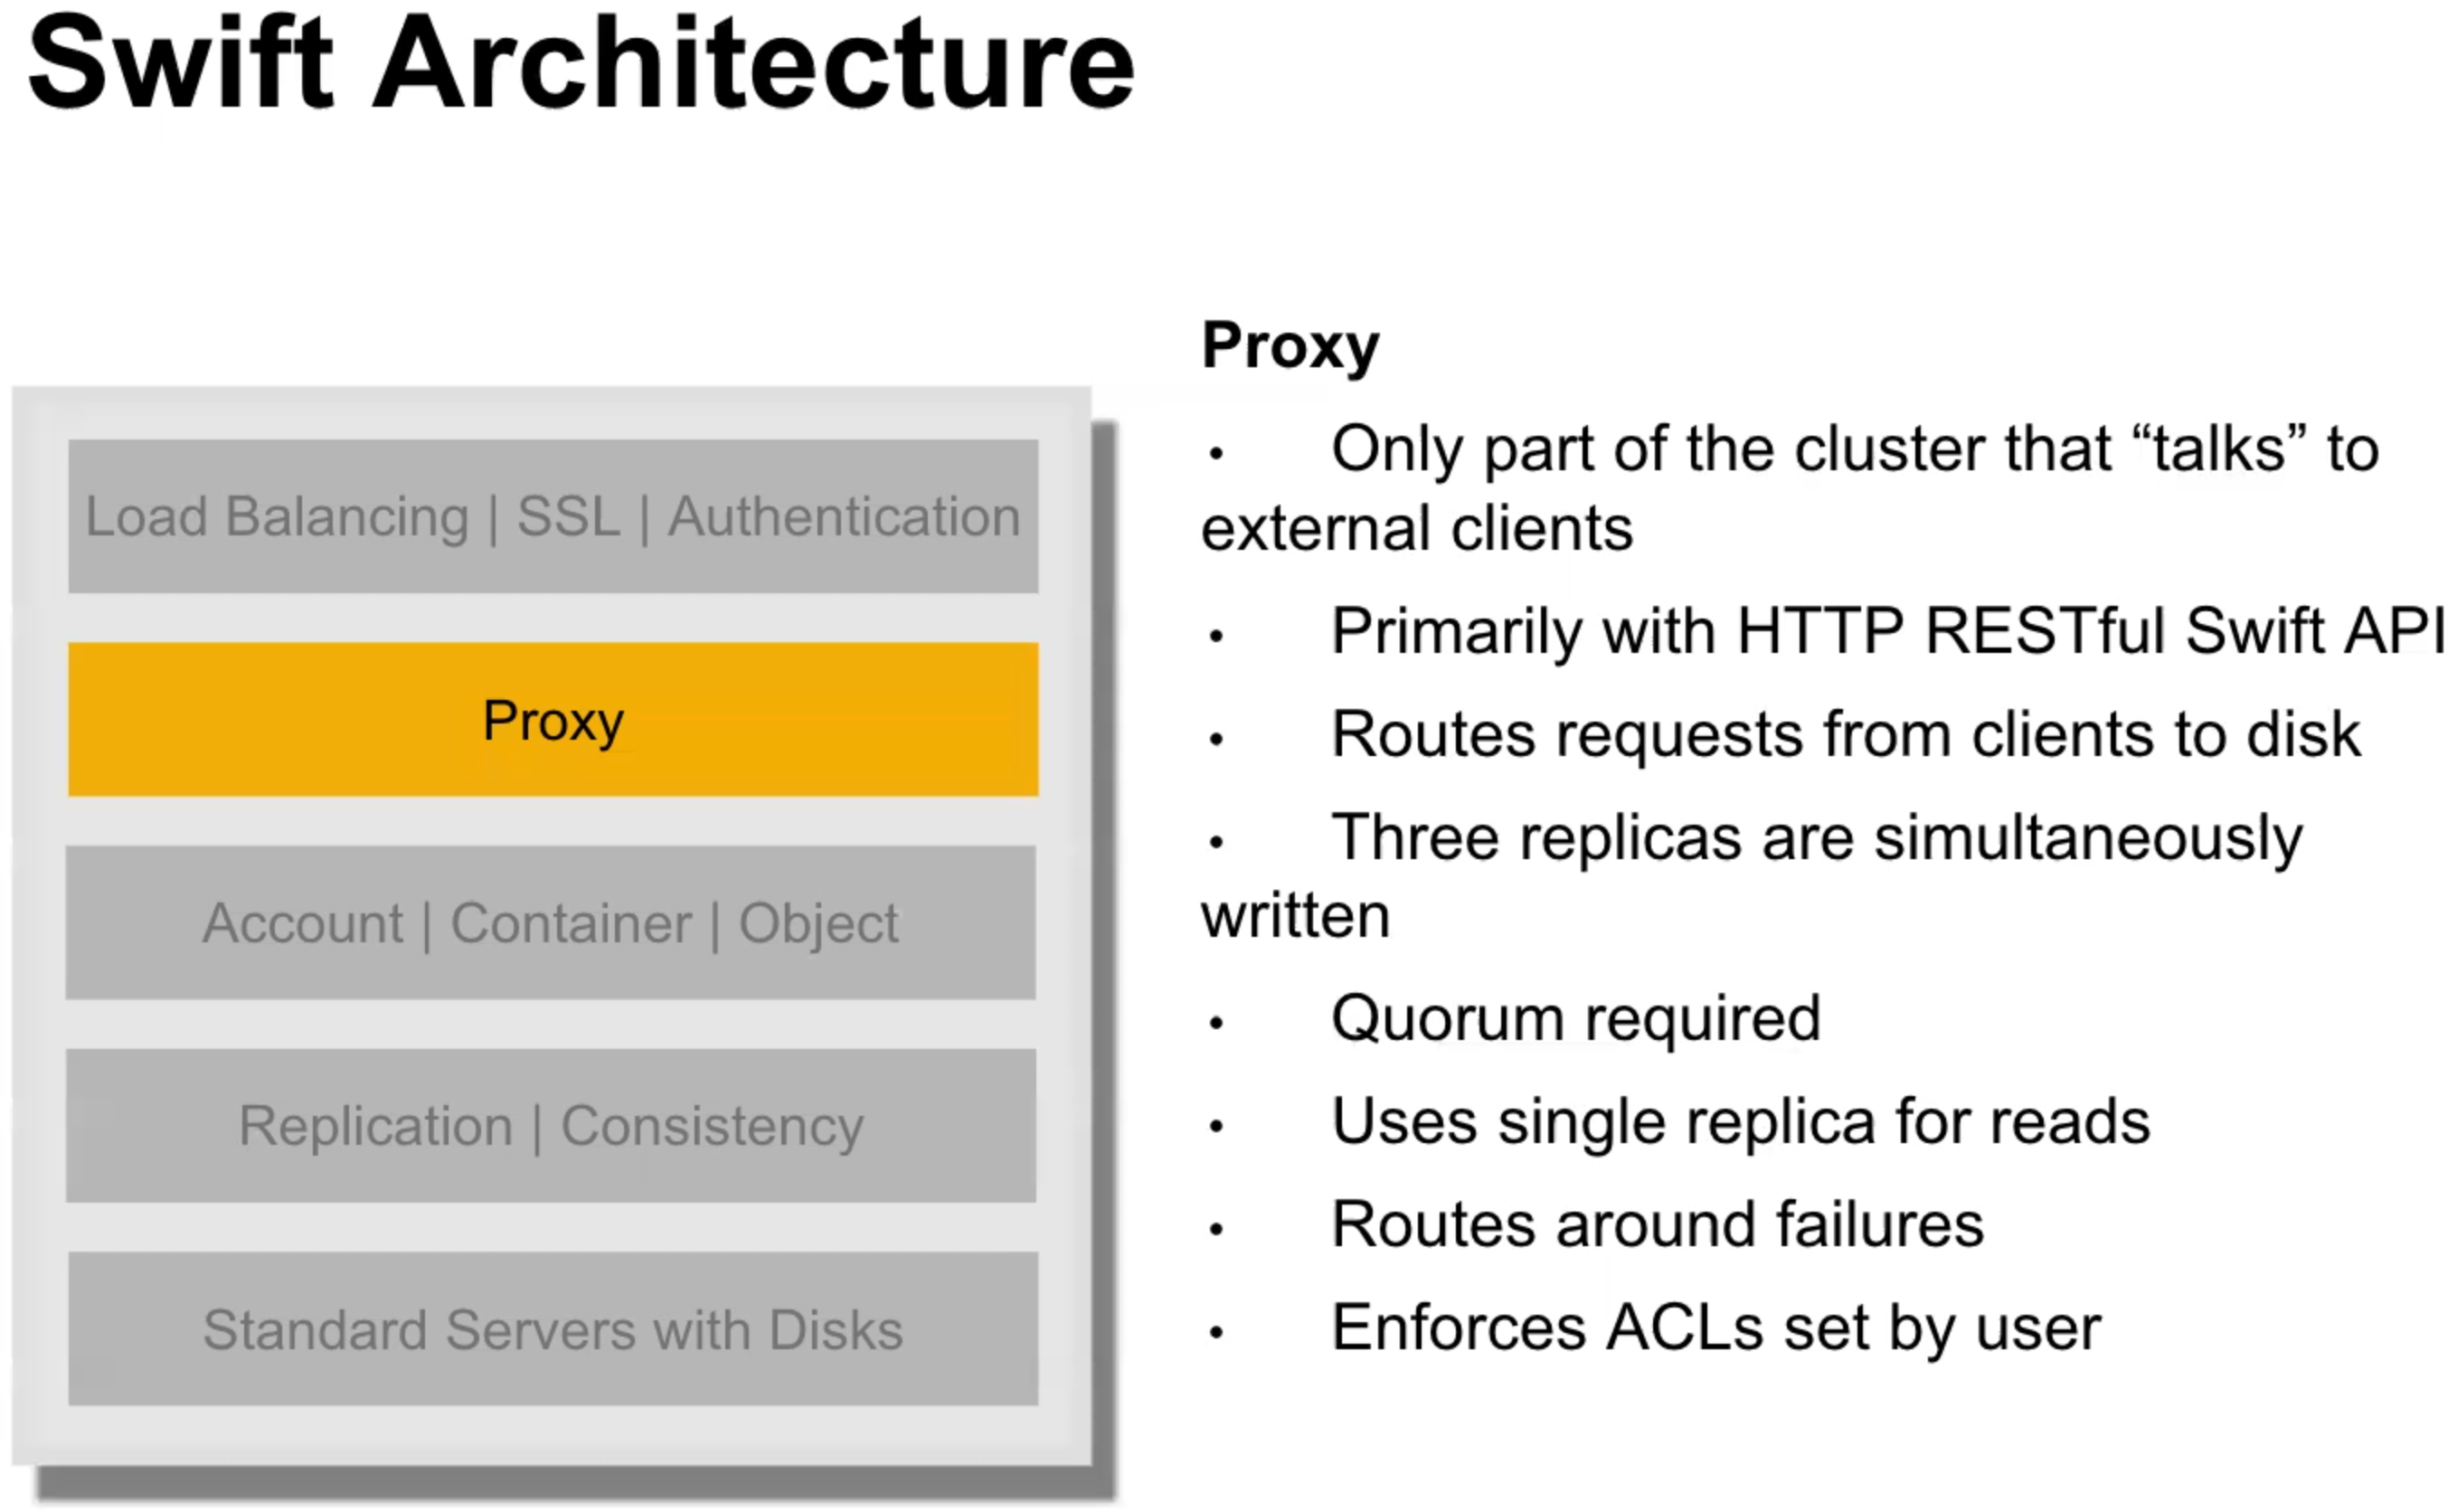 Swift Architecture
Load Balancing | SSL | Authentication
Proxy
Account | Container | Object
Replication | Consistency
Standard Servers with Disks
Proxy
• Only part of the cluster that “talks” to
external clients
• Primarily with HTTP RESTful Swift API
• Routes requests from clients to disk
• Three replicas are simultaneously
written
• Quorum required
• Uses single replica for reads
• Routes around failures
• Enforces ACLs set by user